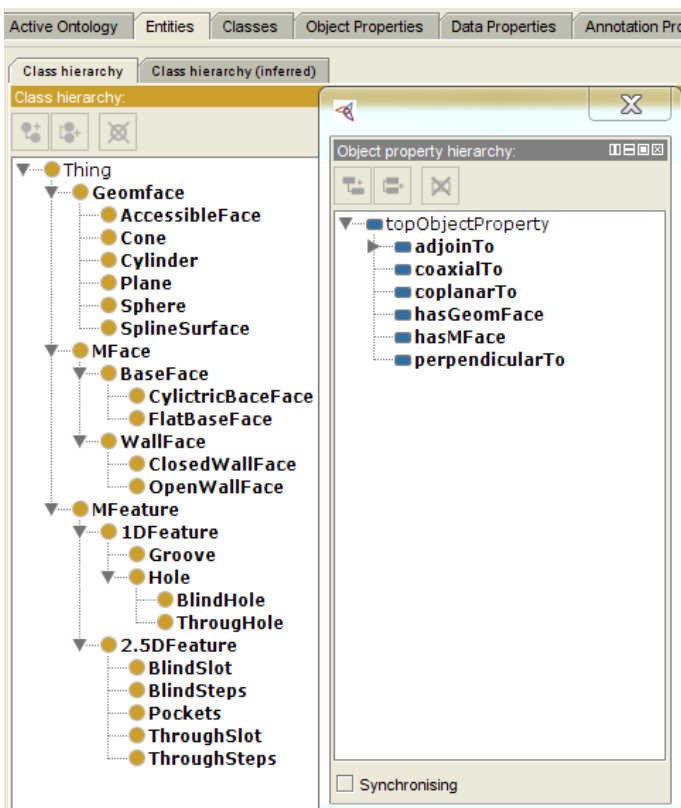 Active Ontology Entities Classes Object Properties Data Properties Annotation Pro
Class hierarchy Class hierarchy (inferred)
Class hierarchy:
Thing
Geomface
AccessibleFace
Cone
Cylinder
Plane
Sphere
SplineSurface
MFace
BaseFace
CylictricBaceFace
FlatBaseFace
WallFace
ClosedWallFace
OpenWallFace
MFeature
1DFeature
Groove
Hole
BlindHole
ThrougHole
2.5DFeature
BlindSlot
BlindSteps
Pockets
ThroughSlot
ThroughSteps
Object property hierarchy:
topObjectProperty
adjoinTo
coaxialTo
coplanarTo
hasGeomFace
hasMFace
perpendicularTo
Synchronising